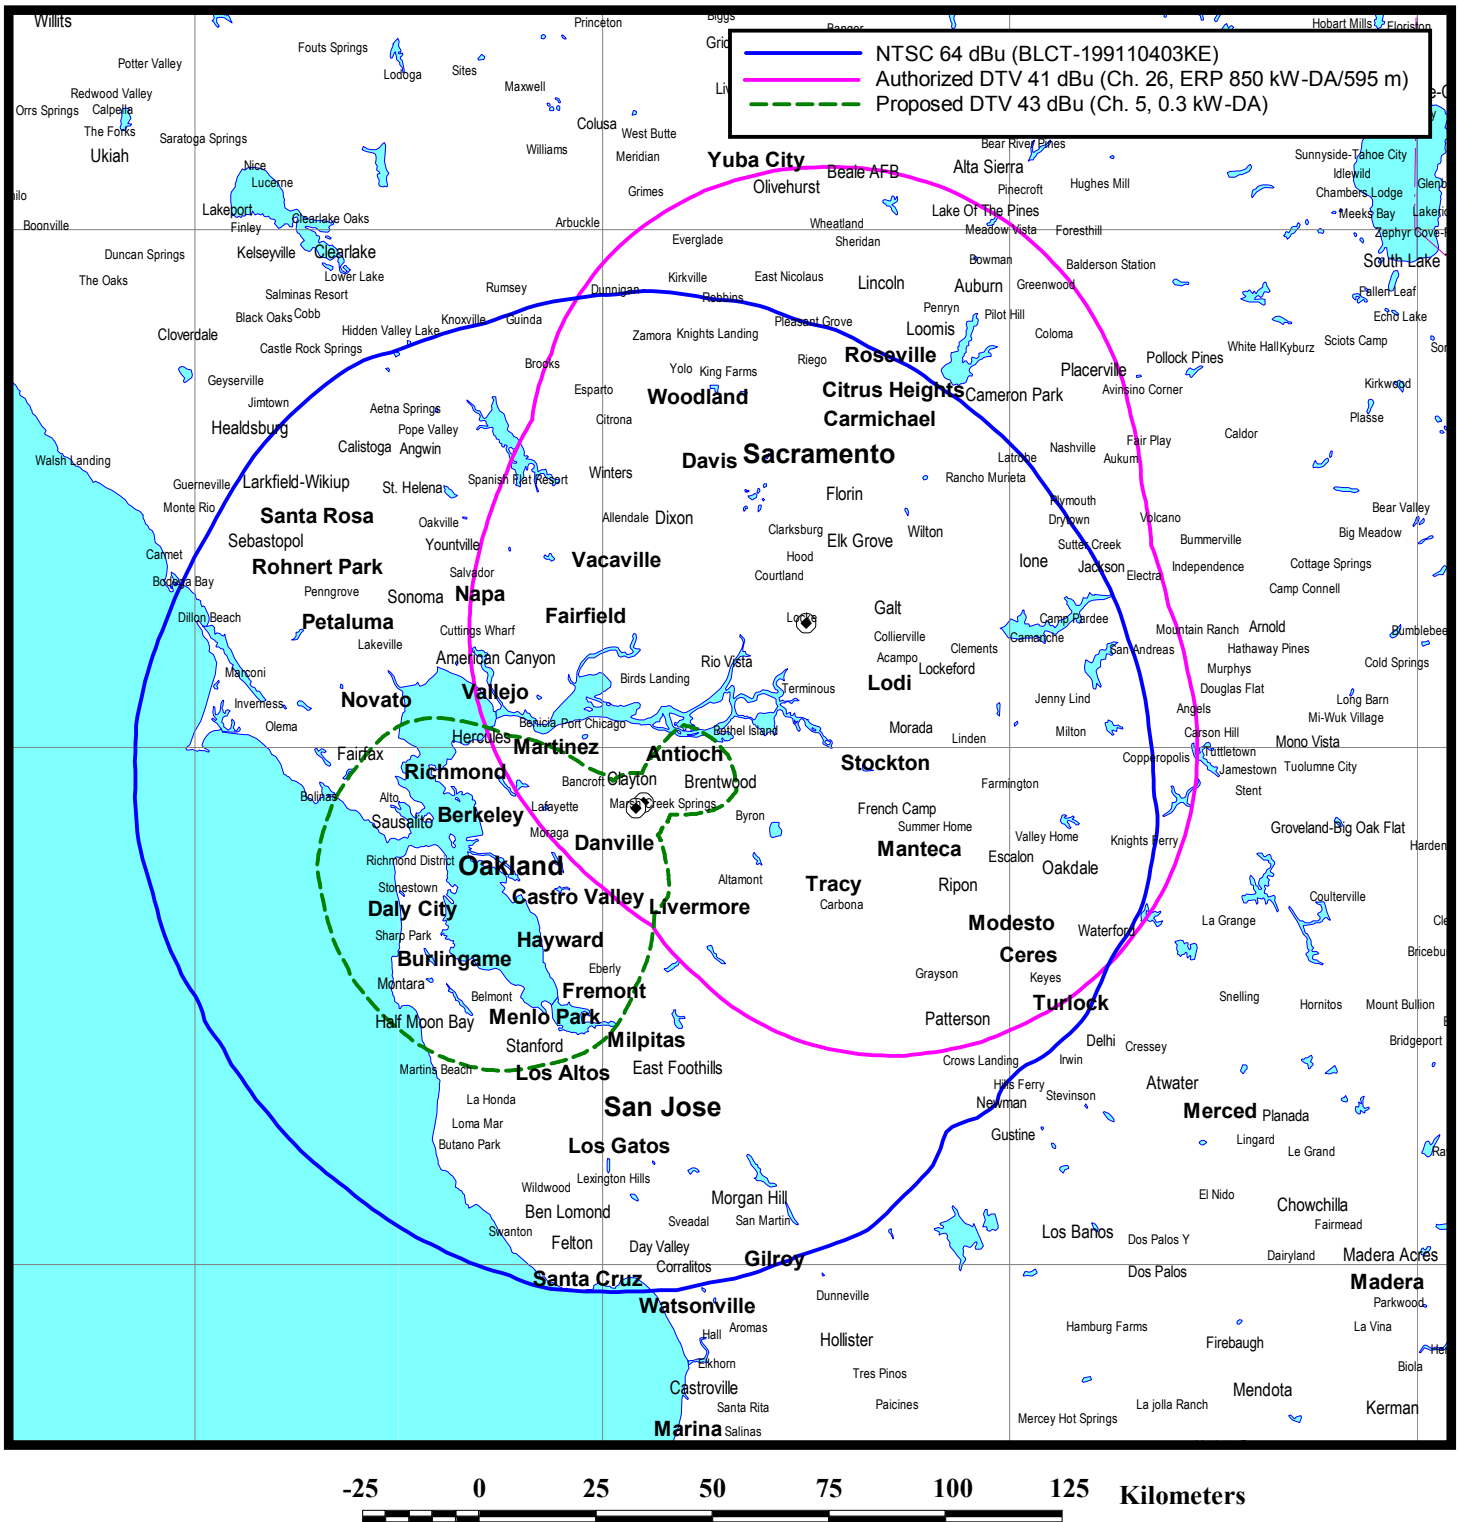 Willits
Princeton
Hobart Mills
Floriston
NTSC 64 dBu (BLCT-199110403KE)
Authorized DTV 41 dBu (Ch. 26, ERP 850 kW-DA/595 m)
Proposed DTV 43 dBu (Ch. 5, 0.3 kW-DA)
Fouts Springs
Potter Valley
Lodoga
Sites
Maxwell
Redwood Valley
Orrs Springs
Calpella
The Forks
Saratoga Springs
Ukiah
Colusa
West Butte
Williams
Meridian
Yuba City
Beale AFB
Olivehurst
Bear River Pines
Alta Sierra
Pinecroft
Hughes Mill
Sunnyside-Tahoe City
Idlewild
Chambers Lodge
Meeks Bay
Nice
Lucerne
Lakeport
Clearlake Oaks
Finley
Boonville
Grimes
Arbuckle
Wheatland
Sheridan
Lake Of The Pines
Meadow Vista
Foresthill
Duncan Springs
Kelseyville
Clearlake
Everglade
Bowman
Balderson Station
South Lake
The Oaks
Lower Lake
Rumsey
Dunnigan
Kirkville
Robbins
East Nicolaus
Lincoln
Auburn
Greenwood
Fallen Leaf
Salminas Resort
Black Oaks
Cobb
Hidden Valley Lake
Knoxville
Guinda
Penryn
Pilot Hill
Echo Lake
Cloverdale
Castle Rock Springs
Zamora
Knights Landing
Pleasant Grove
Loomis
Coloma
White Hall
Kyburz
Sciots Camp
Brooks
Yolo
King Farms
Riego
Roseville
Placerville
Pollock Pines
Geyserville
Jimtown
Esparto
Woodland
Citrus Heights
Cameron Park
Avinsino Corner
Kirkwood
Healdsburg
Aetna Springs
Pope Valley
Citrona
Carmichael
Plasse
Calistoga
Angwin
Davis
Sacramento
Nashville
Fair Play
Caldor
Walsh Landing
Latrobe
Aukum
Guerneville
Larkfield-Wikiup
St. Helena
Spanish Flat Resort
Winters
Florin
Rancho Murieta
Monte Rio
Santa Rosa
Oakville
Allendale
Dixon
Plymouth
Drytown
Volcano
Bear Valley
Sebastopol
Yountville
Clarksburg
Elk Grove
Wilton
Sutter Creek
Bummerville
Big Meadow
Carmet
Rohnert Park
Salvador
Vacaville
Hood
Courtland
Ione
Jackson
Electra
Independence
Cottage Springs
Bodega Bay
Penngrove
Sonoma
Napa
Camp Connell
Dillon Beach
Petaluma
Fairfield
Locke
Galt
Camp Pardee
Lakeville
Cuttings Wharf
Collierville
Camanche
Mountain Ranch
Arnold
Bumblebee
American Canyon
Rio Vista
Acampo
Lockeford
Clements
San Andreas
Hathaway Pines
Murphys
Cold Springs
Marconi
Birds Landing
Terminous
Lodi
Douglas Flat
Inverness
Novato
Vallejo
Jenny Lind
Angels
Long Barn
Olema
Benicia
Port Chicago
Bethel Island
Morada
Linden
Milton
Carson Hill
Mi-Wuk Village
Hercules
Martinez
Antioch
Tuttletown
Mono Vista
Fairfax
Richmond
Bancroft
Clayton
Brentwood
Stockton
Copperopolis
Jamestown
Tuolumne City
Bolinas
Alto
Lafayette
Marsh Creek Springs
Farmington
Stent
Sausalito
Berkeley
Byron
French Camp
Moraga
Danville
Summer Home
Valley Home
Knights Ferry
Groveland-Big Oak Flat
Richmond District
Oakland
Manteca
Escalon
Oakdale
Stonestown
Castro Valley
Altamont
Tracy
Ripon
Coulterville
Daly City
Livermore
Carbona
Modesto
La Grange
Sharp Park
Hayward
Waterford
Burlingame
Eberly
Ceres
Montara
Belmont
Fremont
Grayson
Keyes
Snelling
Hornitos
Mount Bullion
Half Moon Bay
Menlo Park
Patterson
Turlock
Stanford
Milpitas
Delhi
Cressey
Bridgeport
Martins Beach
Los Altos
East Foothills
Crows Landing
Irwin
La Honda
San Jose
Hills Ferry
Newman
Stevinson
Atwater
Merced
Planada
Loma Mar
Butano Park
Los Gatos
Gustine
Lingard
Le Grand
Wildwood
Lexington Hills
Morgan Hill
El Nido
Chowchilla
Ben Lomond
Sveadal
San Martin
Fairmead
Swanton
Felton
Day Valley
Los Banos
Dos Palos Y
Dairyland
Madera Acres
Corralitos
Gilroy
Santa Cruz
Dos Palos
Madera
Watsonville
Dunneville
Parkwood
Hall
Aromas
Hollister
Hamburg Farms
Firebaugh
La Vina
Elkhorn
Tres Pinos
Biola
Castroville
Santa Rita
Paicines
La jolla Ranch
Mendota
Kerman
Marina
Salinas
Mercey Hot Springs
-25 0 25 50 75 100 125 Kilometers